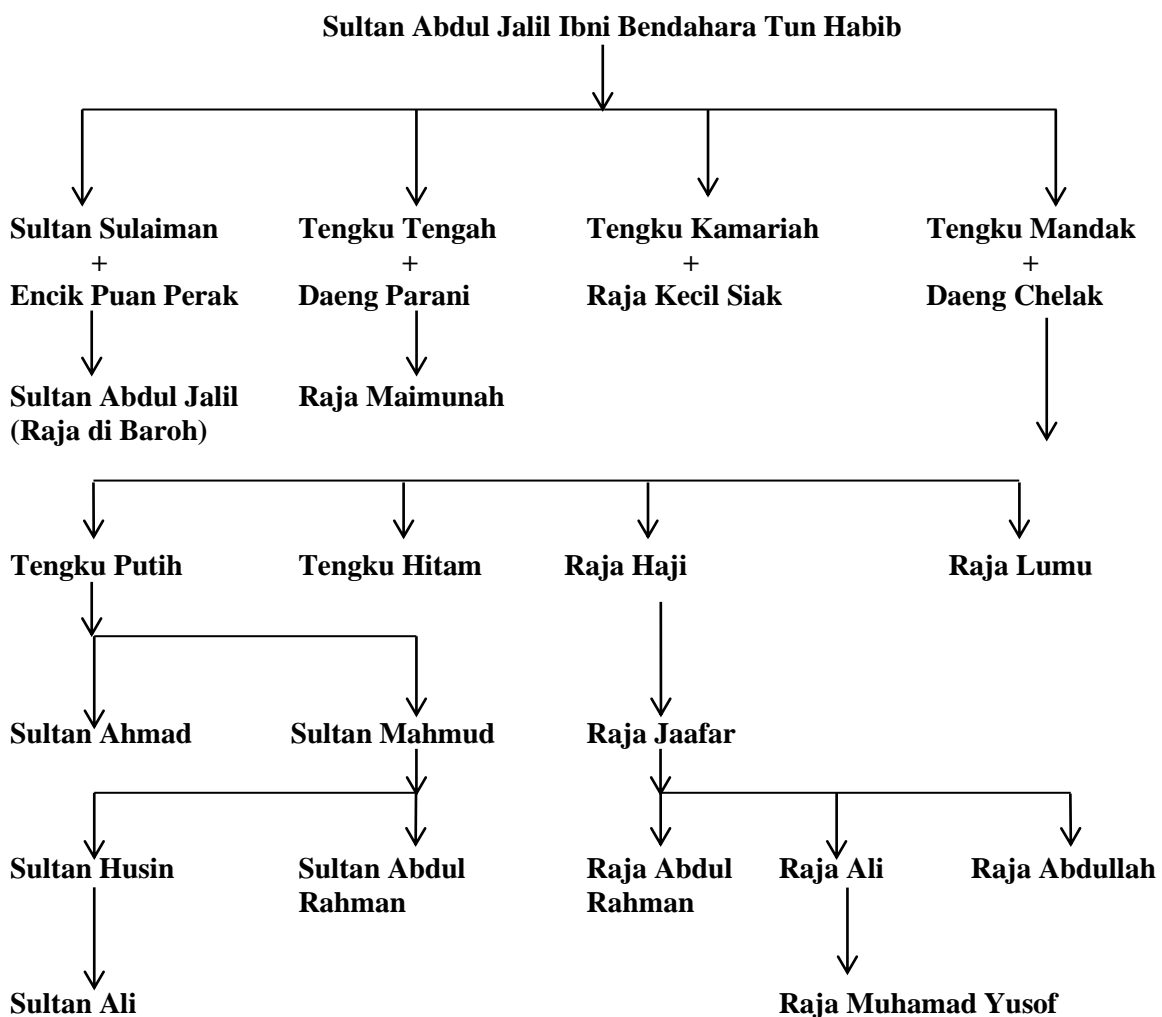 Sultan Abdul Jalil Ibni Bendahara Tun Habib
Sultan Sulaiman Tengku Tengah Tengku Kamariah Tengku Mandak
+ + + +
Encik Puan Perak Daeng Parani Raja Kecil Siak Daeng Chelak
Sultan Abdul Jalil Raja Maimunah
(Raja di Baroh)
Tengku Putih Tengku Hitam Raja Haji Raja Lumu
Sultan Ahmad Sultan Mahmud Raja Jaafar
Sultan Husin Sultan Abdul Raja Abdul Raja Ali Raja Abdullah
Rahman Rahman
Sultan Ali Raja Muhamad Yusof